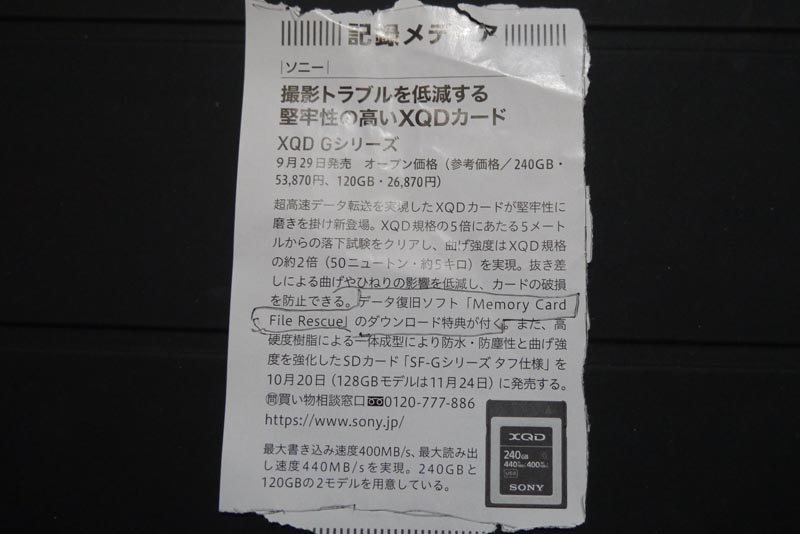 記録メディア
ソニー
撮影トラブルを低減する
堅牢性の高いXQDカード
XQD Gシリーズ
9月29日発売　オープン価格（参考価格／240GB・
53,870円、120GB・26,870円）
超高速データ転送を実現したXQDカードが堅牢性に
磨きを掛け新登場。XQD規格の5倍にあたる5メート
ルからの落下試験をクリアし、曲げ強度はXQD規格
の約2倍（50ニュートン・約5キロ）を実現。抜き差
しによる曲げやひねりの影響を低減し、カードの破損
を防止できる。データ復旧ソフト「Memory Card
File Rescue」のダウンロード特典が付く。また、高
硬度樹脂による一体成型により防水・防塵性と曲げ強
度を強化したSDカード「SF-Gシリーズ タフ仕様」を
10月20日（128GBモデルは11月24日）に発売する。
㉄買い物相談窓口 0120-777-886
https://www.sony.jp/
最大書き込み速度400MB/s、最大読み出
し速度440MB/sを実現。240GBと
120GBの2モデルを用意している。
XQD
240GB
440MB/s 400MB/s
SONY